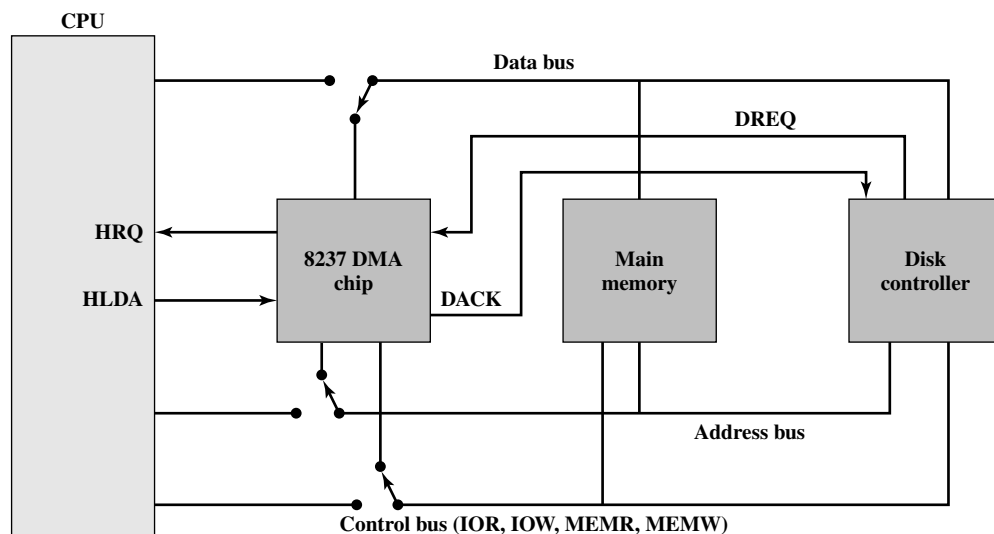 CPU
Data bus
DREQ
HRQ
8237 DMA
chip
Main
memory
Disk
controller
HLDA
DACK
Address bus
Control bus (IOR, IOW, MEMR, MEMW)